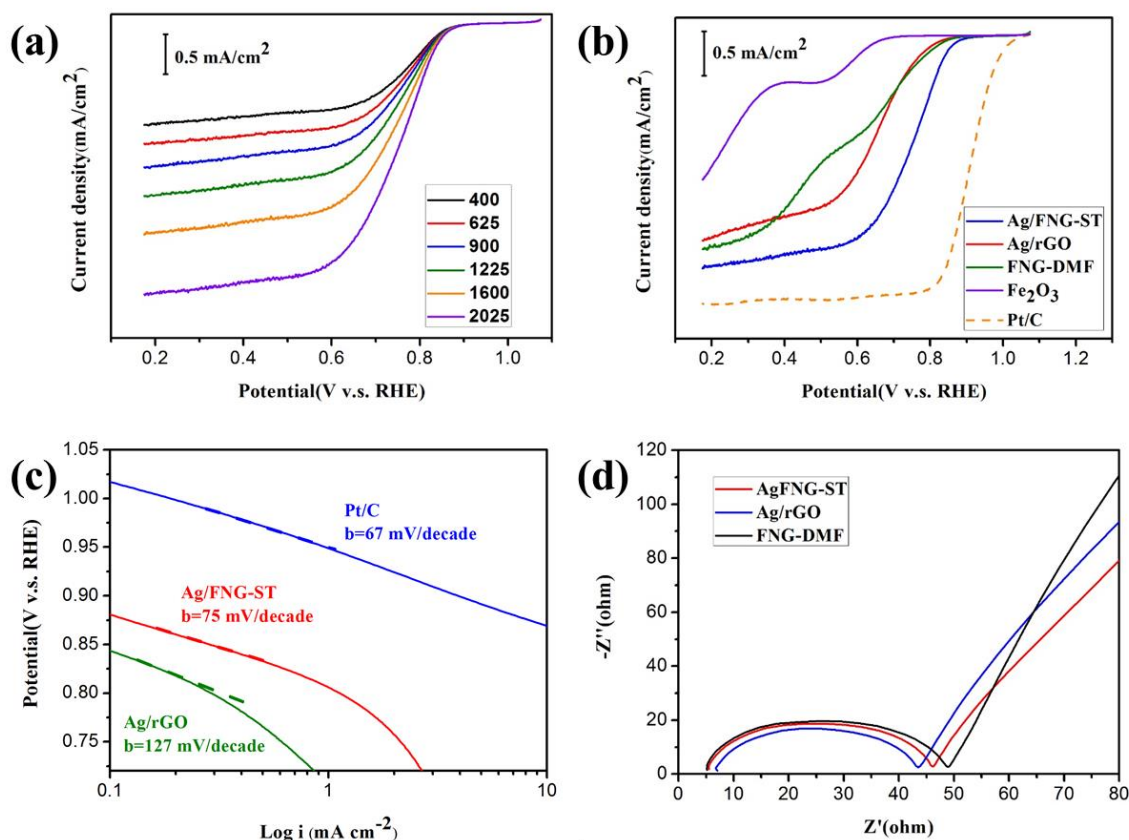 (a)
0.5 mA/cm²
Current density(mA/cm²)
400
625
900
1225
1600
2025
0.2 0.4 0.6 0.8 1.0
Potential(V v.s. RHE)
(b)
0.5 mA/cm²
Current density(mA/cm²)
Ag/FNG-ST
Ag/rGO
FNG-DMF
Fe₂O₃
Pt/C
0.2 0.4 0.6 0.8 1.0 1.2
Potential(V v.s. RHE)
(c)
Potential(V v.s. RHE)
1.05
1.00
0.95
0.90
0.85
0.80
0.75
Pt/C
b=67 mV/decade
Ag/FNG-ST
b=75 mV/decade
Ag/rGO
b=127 mV/decade
0.1 1 10
Log i (mA cm⁻²)
(d)
-Z''(ohm)
120
100
80
60
40
20
0
AgFNG-ST
Ag/rGO
FNG-DMF
0 10 20 30 40 50 60 70 80
Z'(ohm)